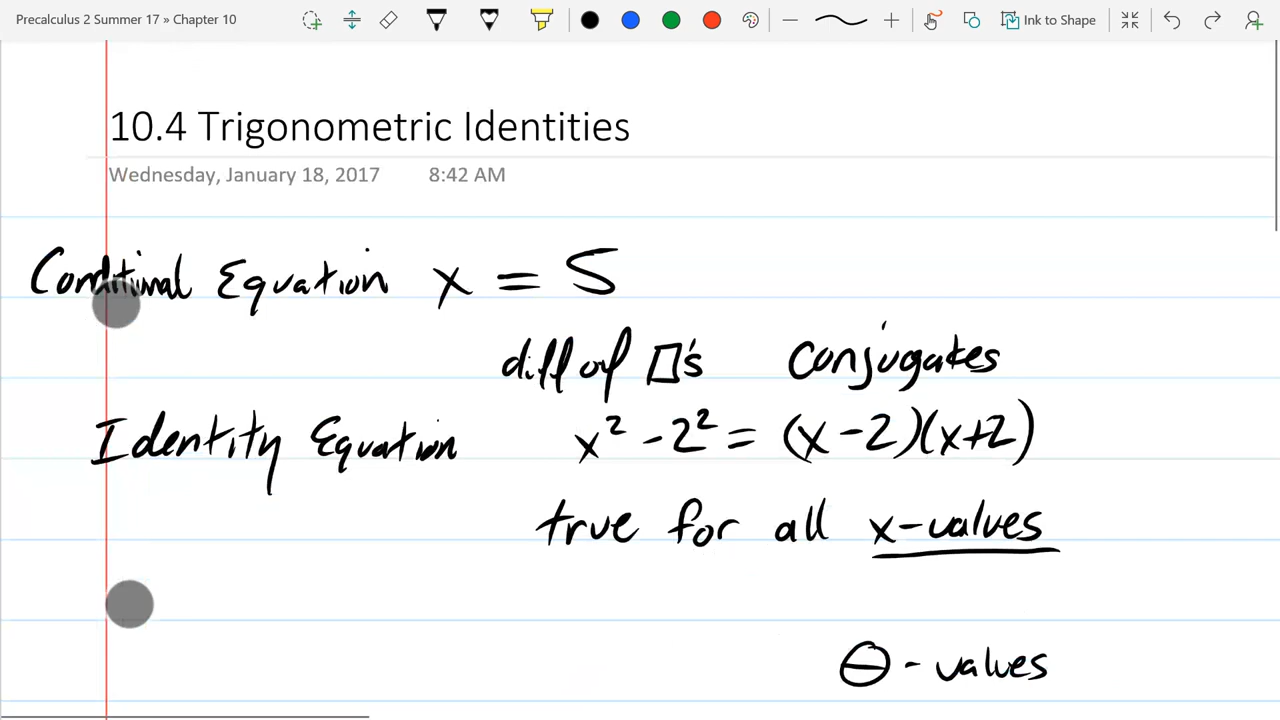 Precalculus 2 Summer 17 » Chapter 10
Ink to Shape
10.4 Trigonometric Identities
Wednesday, January 18, 2017 8:42 AM
Conditional Equation x = 5
diff of □'s conjugates
Identity Equation x² - 2² = (x-2)(x+2)
true for all x-values
θ - values